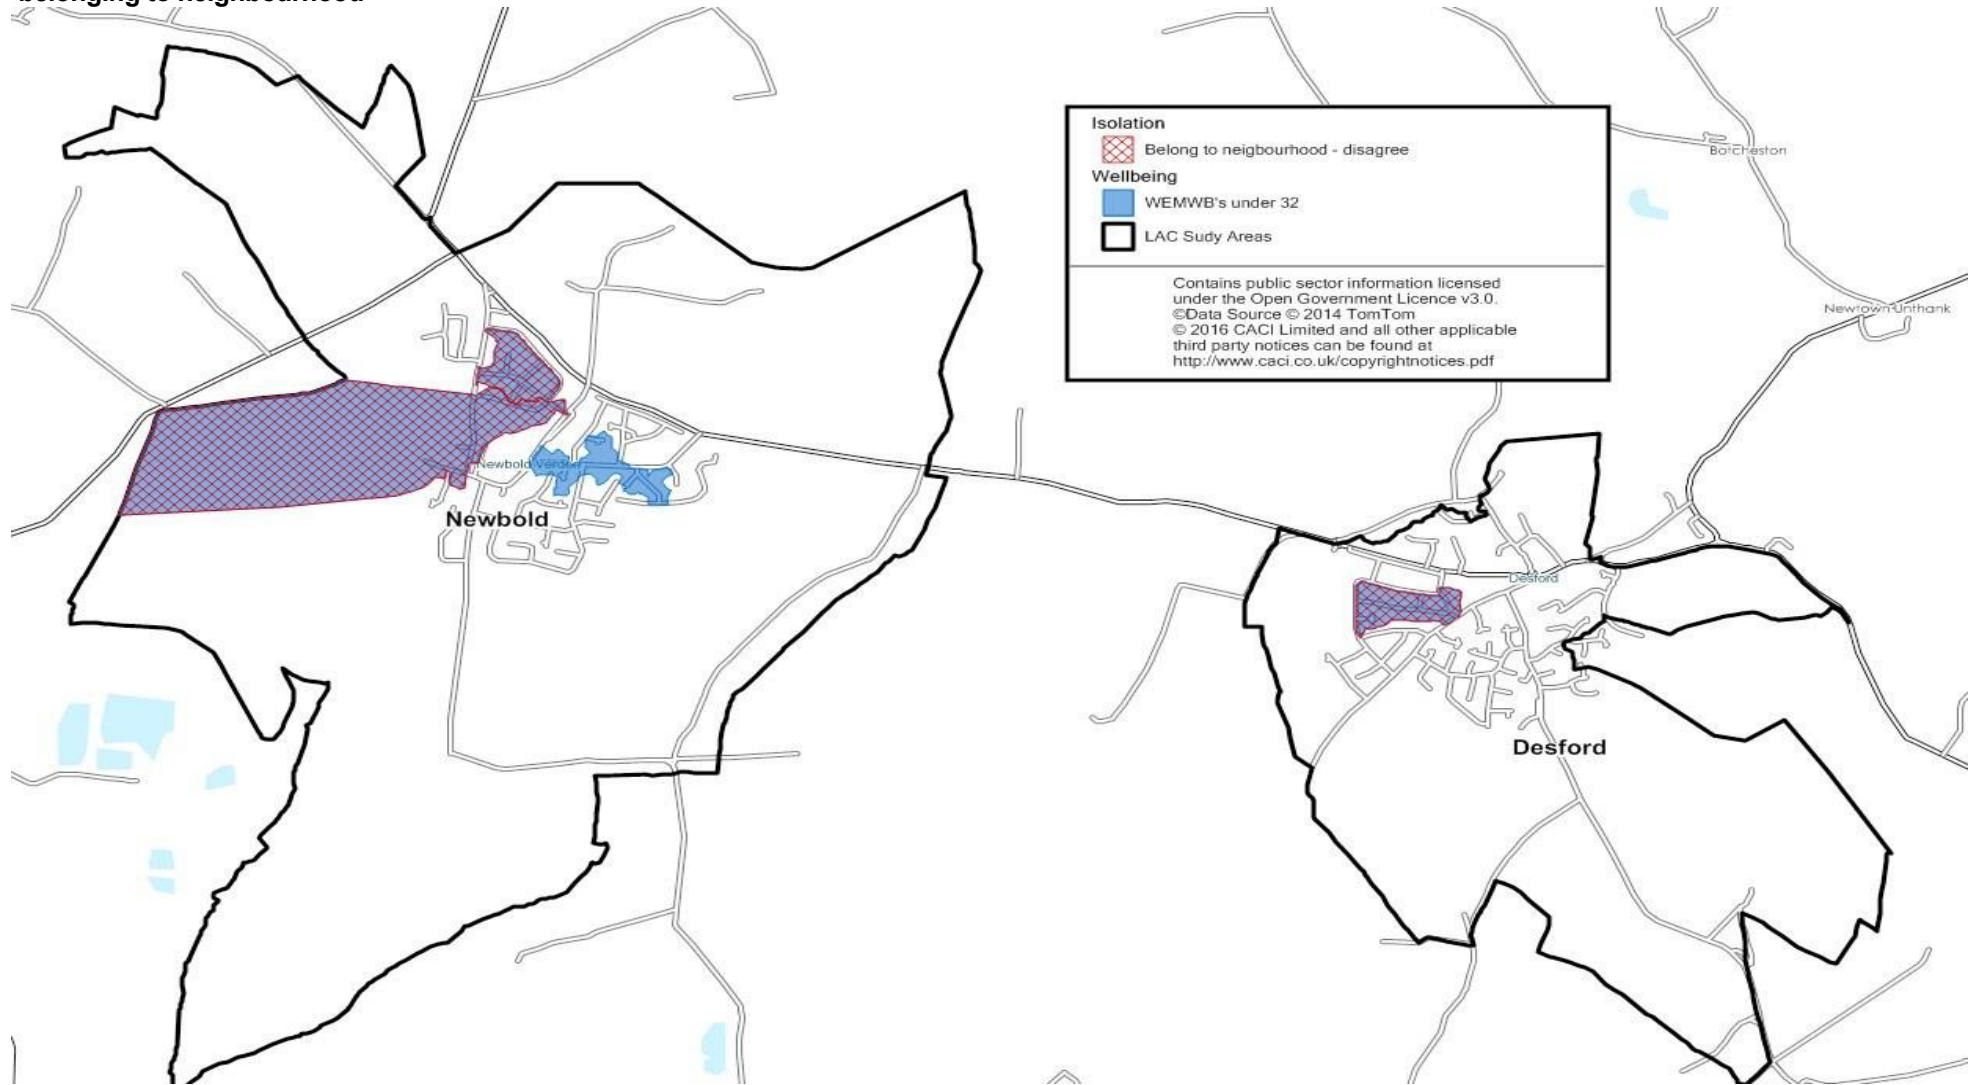 belonging to neighbourhood
Isolation
Belong to neigbourhood - disagree
Wellbeing
WEMWB's under 32
LAC Sudy Areas
Contains public sector information licensed
under the Open Government Licence v3.0.
©Data Source © 2014 TomTom
© 2016 CACI Limited and all other applicable
third party notices can be found at
http://www.caci.co.uk/copyrightnotices.pdf
Botcheston
Newtown Unthank
Newbold Verdon
Newbold
Desford
Desford